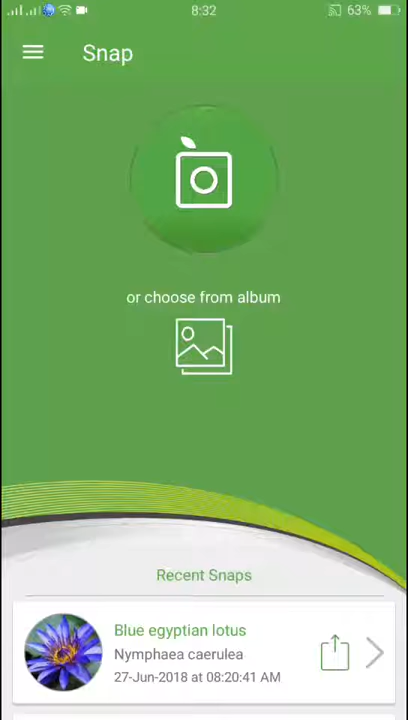 8:32
63%
Snap
or choose from album
Recent Snaps
Blue egyptian lotus
Nymphaea caerulea
27-Jun-2018 at 08:20:41 AM